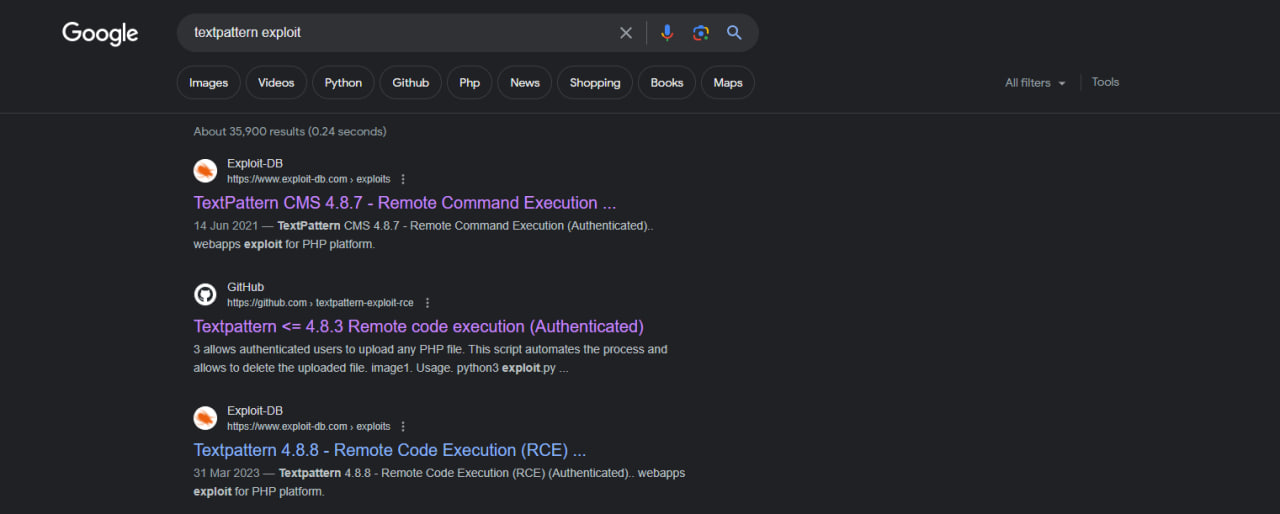 Google
textpattern exploit
Images Videos Python Github Php News Shopping Books Maps All filters Tools
About 35,900 results (0.24 seconds)
Exploit-DB
https://www.exploit-db.com › exploits
TextPattern CMS 4.8.7 - Remote Command Execution ...
14 Jun 2021 — TextPattern CMS 4.8.7 - Remote Command Execution (Authenticated)..
webapps exploit for PHP platform.
GitHub
https://github.com › textpattern-exploit-rce
Textpattern <= 4.8.3 Remote code execution (Authenticated)
3 allows authenticated users to upload any PHP file. This script automates the process and
allows to delete the uploaded file. image1. Usage. python3 exploit.py ...
Exploit-DB
https://www.exploit-db.com › exploits
Textpattern 4.8.8 - Remote Code Execution (RCE) ...
31 Mar 2023 — Textpattern 4.8.8 - Remote Code Execution (RCE) (Authenticated).. webapps
exploit for PHP platform.